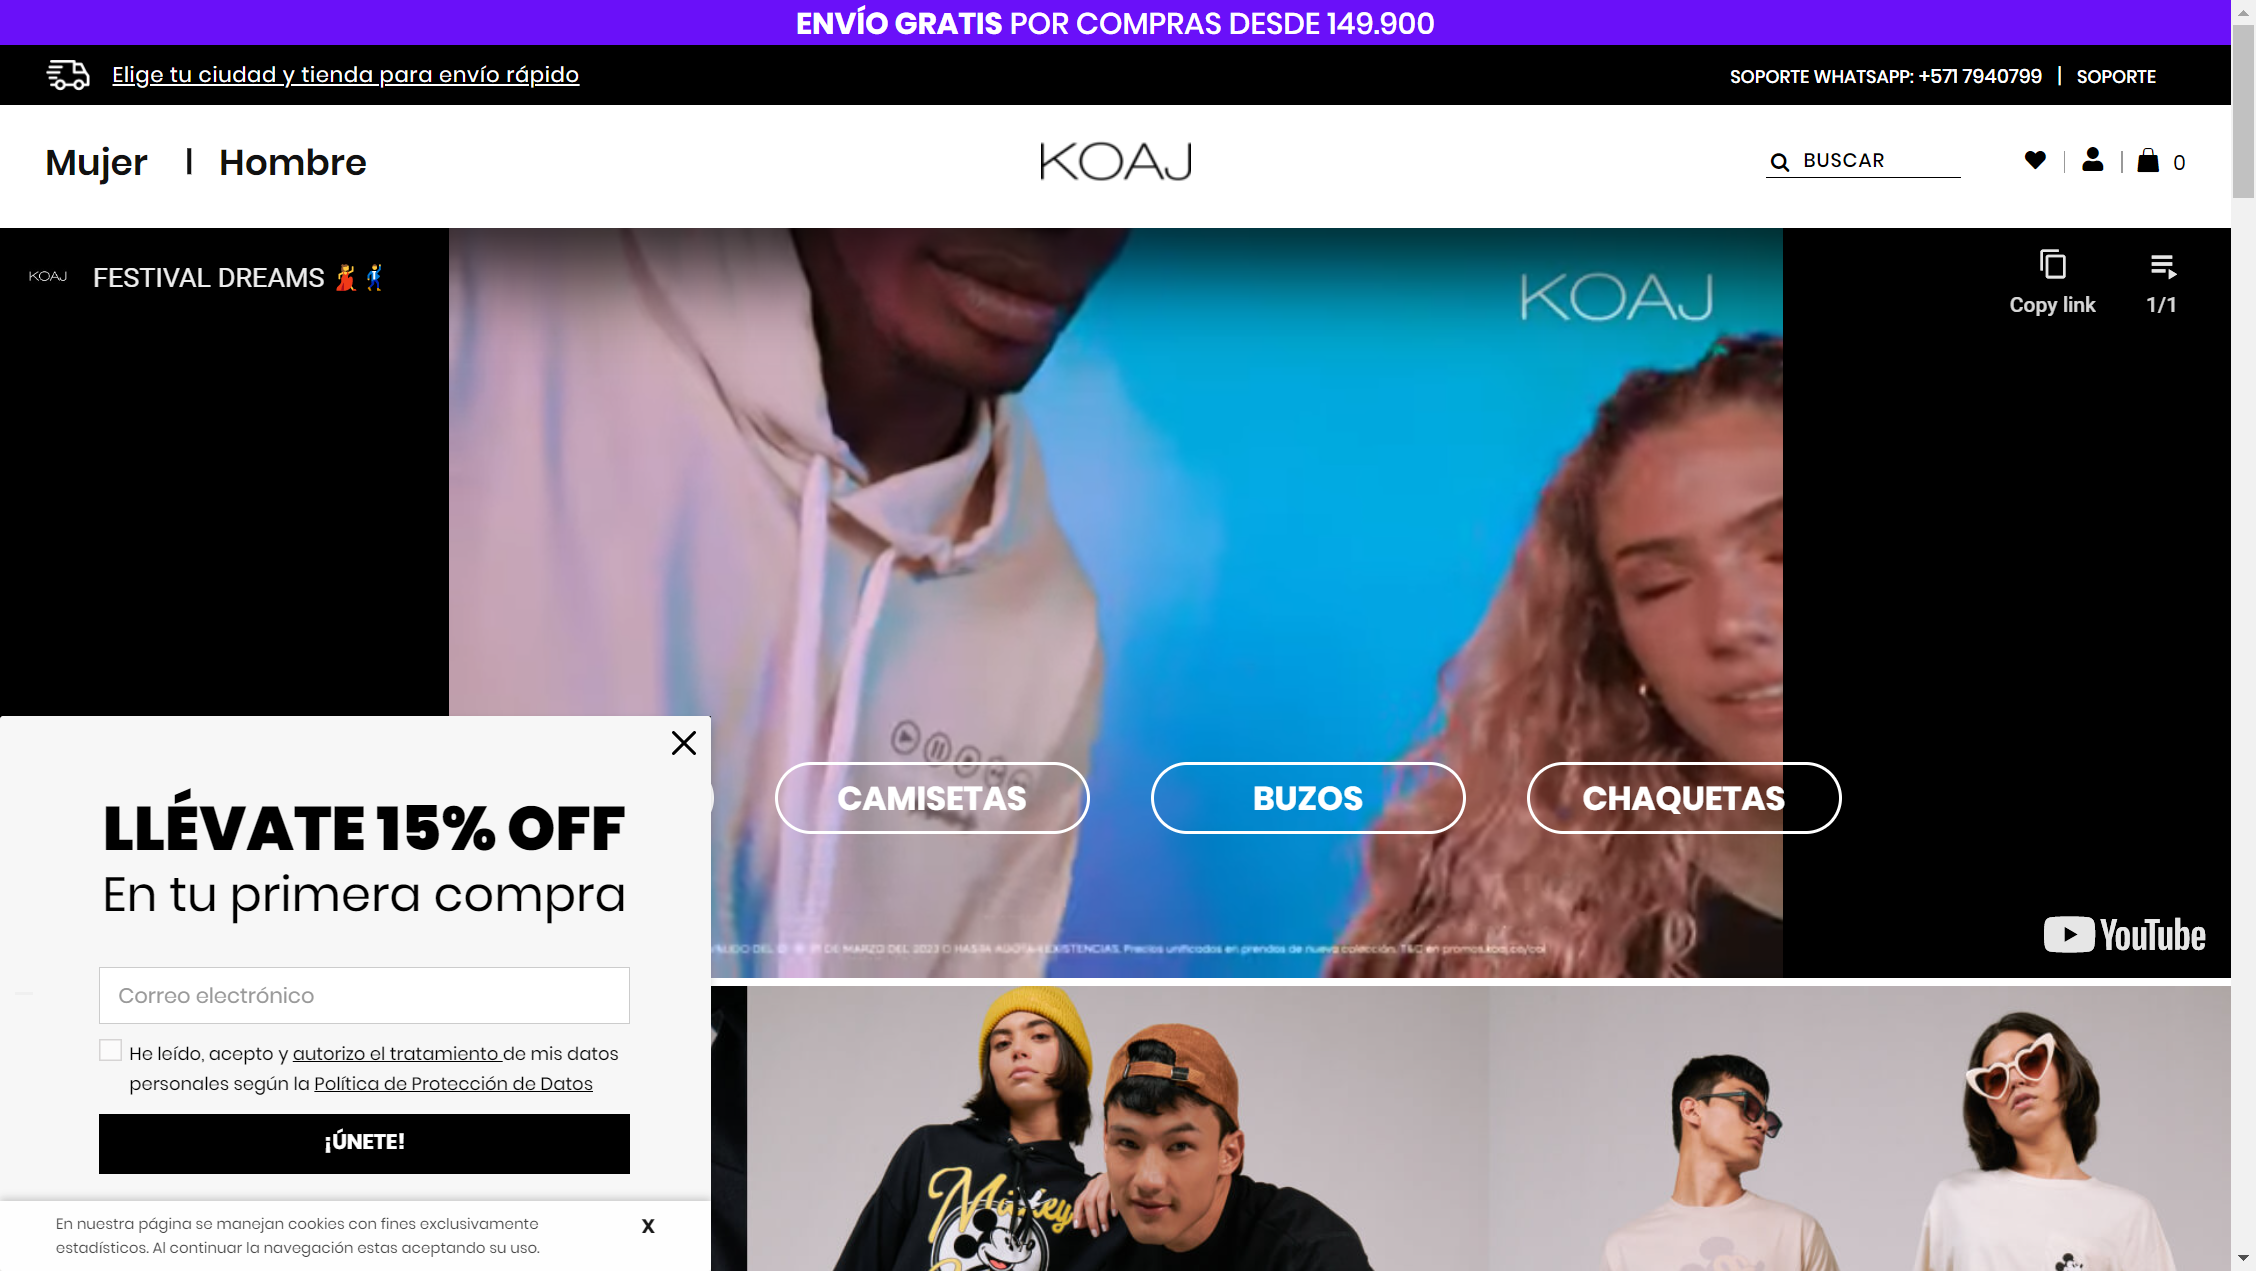 ENVÍO GRATIS POR COMPRAS DESDE 149.900
Elige tu ciudad y tienda para envío rápido
SOPORTE WHATSAPP: +571 7940799 | SOPORTE
Mujer | Hombre
KOAJ
BUSCAR
0
KOAJ
FESTIVAL DREAMS
KOAJ
Copy link
1/1
CAMISETAS
BUZOS
CHAQUETAS
DE MARZO DEL 2023 O HASTA AGOTAR EXISTENCIAS. Precios unificados en prendas de nueva colección. T&C en promos.koaj.co/col
YouTube
LLÉVATE 15% OFF
En tu primera compra
Correo electrónico
He leído, acepto y autorizo el tratamiento de mis datos
personales según la Política de Protección de Datos
¡ÚNETE!
En nuestra página se manejan cookies con fines exclusivamente
estadísticos. Al continuar la navegación estas aceptando su uso.
X
Mickey